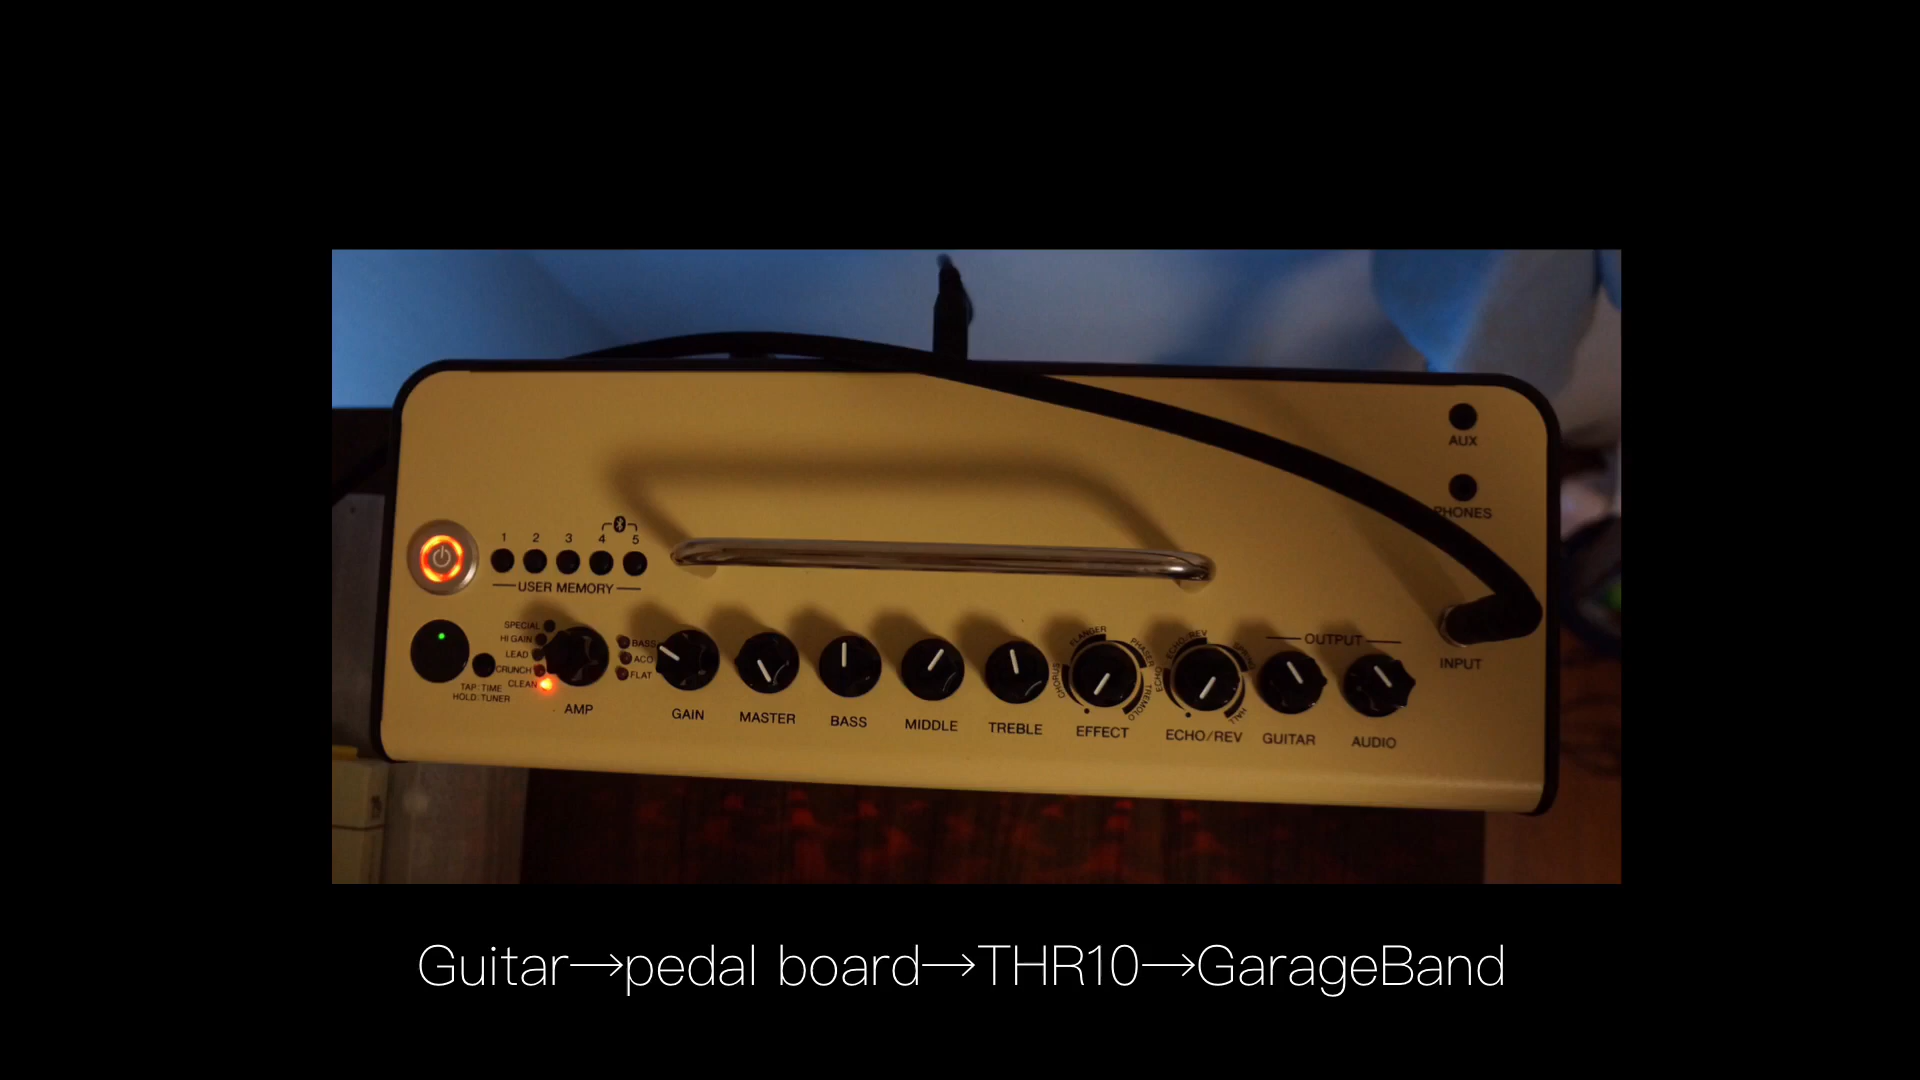 AUX
PHONES
1 2 3 4 5
USER MEMORY
SPECIAL
HI GAIN
LEAD
CRUNCH
CLEAN
BASS
ACO
FLAT
TAP:TIME
HOLD:TUNER
AMP
GAIN
MASTER
BASS
MIDDLE
TREBLE
CHORUS
FLANGER
PHASER
TREMOLO
EFFECT
ECHO
ECHO/REV
SPRING
HALL
ECHO/REV
OUTPUT
GUITAR
AUDIO
INPUT
Guitar→pedal board→THR10→GarageBand